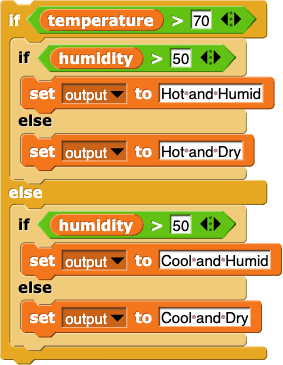 if temperature > 70
if humidity > 50
set output to Hot and Humid
else
set output to Hot and Dry
else
if humidity > 50
set output to Cool and Humid
else
set output to Cool and Dry